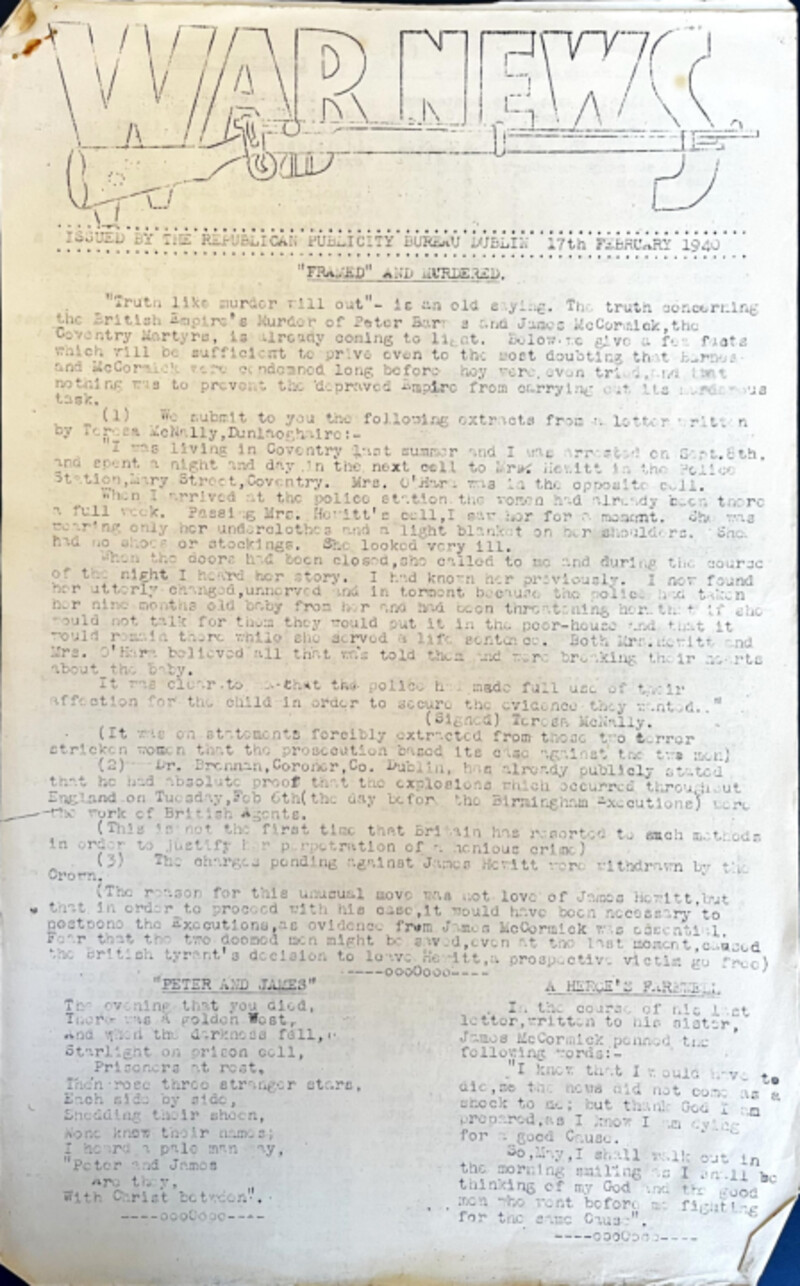 WAR NEWS
ISSUED BY THE REPUBLICAN PUBLICITY BUREAU DUBLIN 17th FEBRUARY 1940
"FRAMED" AND MURDERED.
"Truth like murder will out"- is an old saying. The truth concerning
the British Empire's Murder of Peter Barnes and James McCormick,the
Coventry Martyrs, is already coming to light. Below we give a few facts
which will be sufficient to prive even to the most doubting that Barnes
and McCormick were condemned long before they were even tried,and that
nothing was to prevent the depraved Empire from carrying out its murderous
task.
(1) We submit to you the following extracts from a letter written
by Teresa McNally,Dunlaoghaire:-
"I was living in Coventry last summer and I was arrested on Sept.8th.
and spent a night and day in the next cell to Mrs. Hewitt in the Police
Station,Mary Street,Coventry. Mrs. O'Hara was in the opposite cell.
When I arrived at the police station the women had already been there
a full week. Passing Mrs. Hewitt's cell,I saw her for a moment. She was
wearing only her underclothes and a light blanket on her shoulders. She
had no shoes or stockings. She looked very ill.
When the doors had been closed,she called to me and during the course
of the night I heard her story. I had known her previously. I now found
her utterly changed,unnerved and in torment because the police had taken
her nine months old baby from her and had been threatening her that if she
would not talk for them they would put it in the poor-house and that it
would remain there while she served a life sentence. Both Mrs.Hewitt and
Mrs. O'Hara believed all that was told them and were breaking their hearts
about the baby.
It was clear to me that the police had made full use of their
affection for the child in order to secure the evidence they wanted.."
(Signed) Teresa McNally.
(It was on statements forcibly extracted from those two terror
stricken women that the prosecution based its case against the two men)
(2) Dr. Brennan,Coroner,Co. Dublin, has already publicly stated
that he had absolute proof that the explosions which occurred throughout
England on Tuesday,Feb 6th(the day before the Birmingham Executions) were
the work of British Agents.
(This is not the first time that Britain has resorted to such methods
in order to justify her perpetration of a henious crime)
(3) The charges pending against James Hewitt were withdrawn by the
Crown.
(The reason for this unusual move was not love of James Hewitt,but
that in order to proceed with his case,it would have been necessary to
postpone the Executions,as evidence from James McCormick was essential.
Fear that the two doomed men might be saved,even at the last moment,caused
the British tyrant's decision to leave Hewitt,a prospective victim go free)
-----oooOooo----
"PETER AND JAMES"
The evening that you died,
There was A golden West,
And when the darkness fell,
Starlight on prison cell,
Prisoners at rest,
Then rose three stranger stars,
Each side by side,
Shedding their sheen,
None knew their names;
I heard a pale man say,
"Peter and James
Are they,
With Christ between".
----oooOooo----
A HEROE'S FAREWELL
In the course of his last
letter,written to his sister,
James McCormick penned the
following words:-
"I knew that I would have to
die,so the news did not come as a
shock to me; but thank God I am
prepared,as I know I am dying
for a good Cause.
So,May,I shall walk out in
the morning smiling as I shall be
thinking of my God and the good
men who went before me fighting
for the same Cause".
----oooOooo----